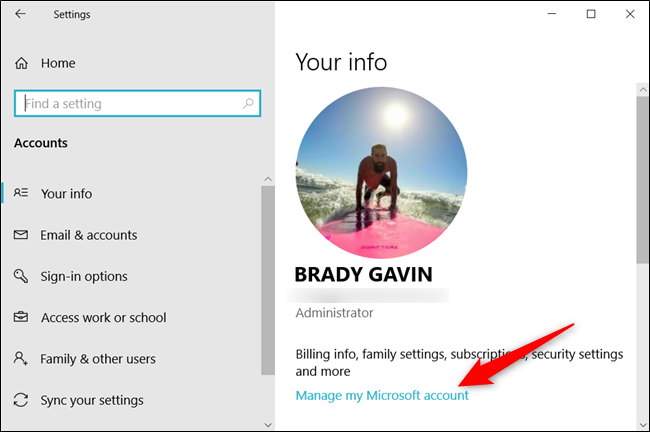 Settings
Home
Find a setting
Accounts
Your info
Email & accounts
Sign-in options
Access work or school
Family & other users
Sync your settings
Your info
BRADY GAVIN
Administrator
Billing info, family settings, subscriptions, security settings
and more
Manage my Microsoft account